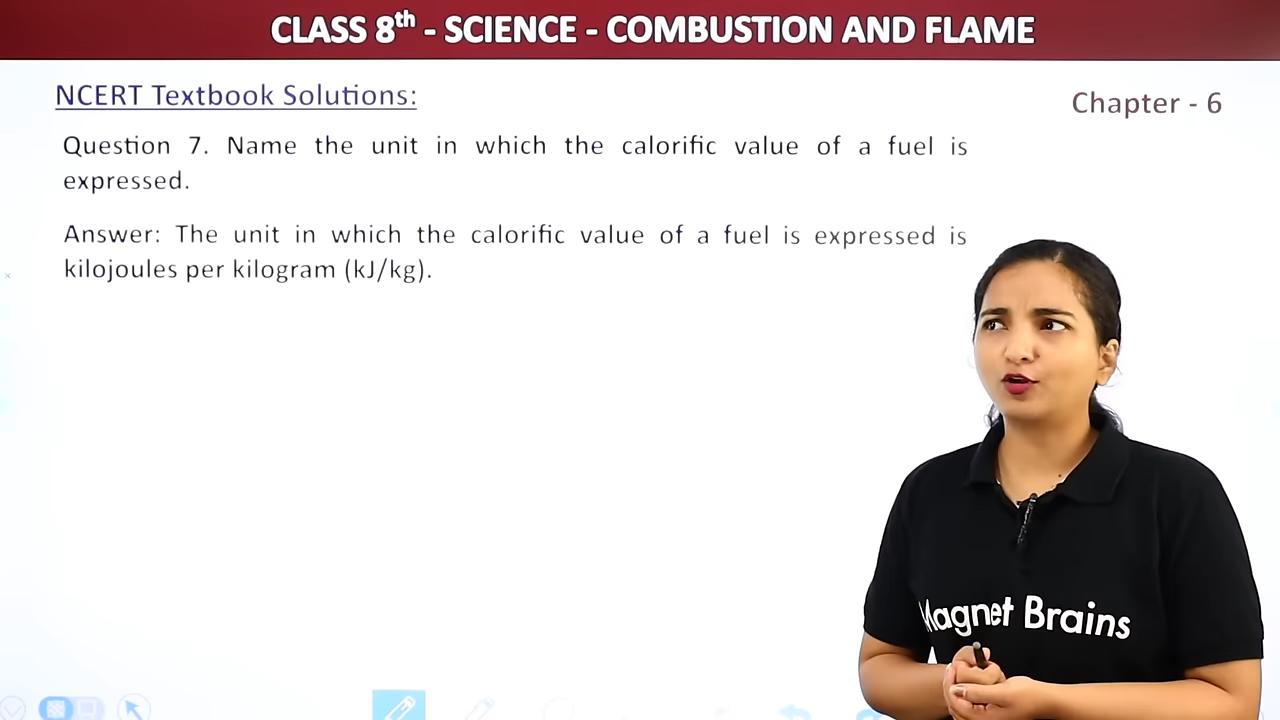 CLASS 8th - SCIENCE - COMBUSTION AND FLAME
NCERT Textbook Solutions:
Chapter - 6
Question 7. Name the unit in which the calorific value of a fuel is
expressed.
Answer: The unit in which the calorific value of a fuel is expressed is
kilojoules per kilogram (kJ/kg).
Magnet Brains